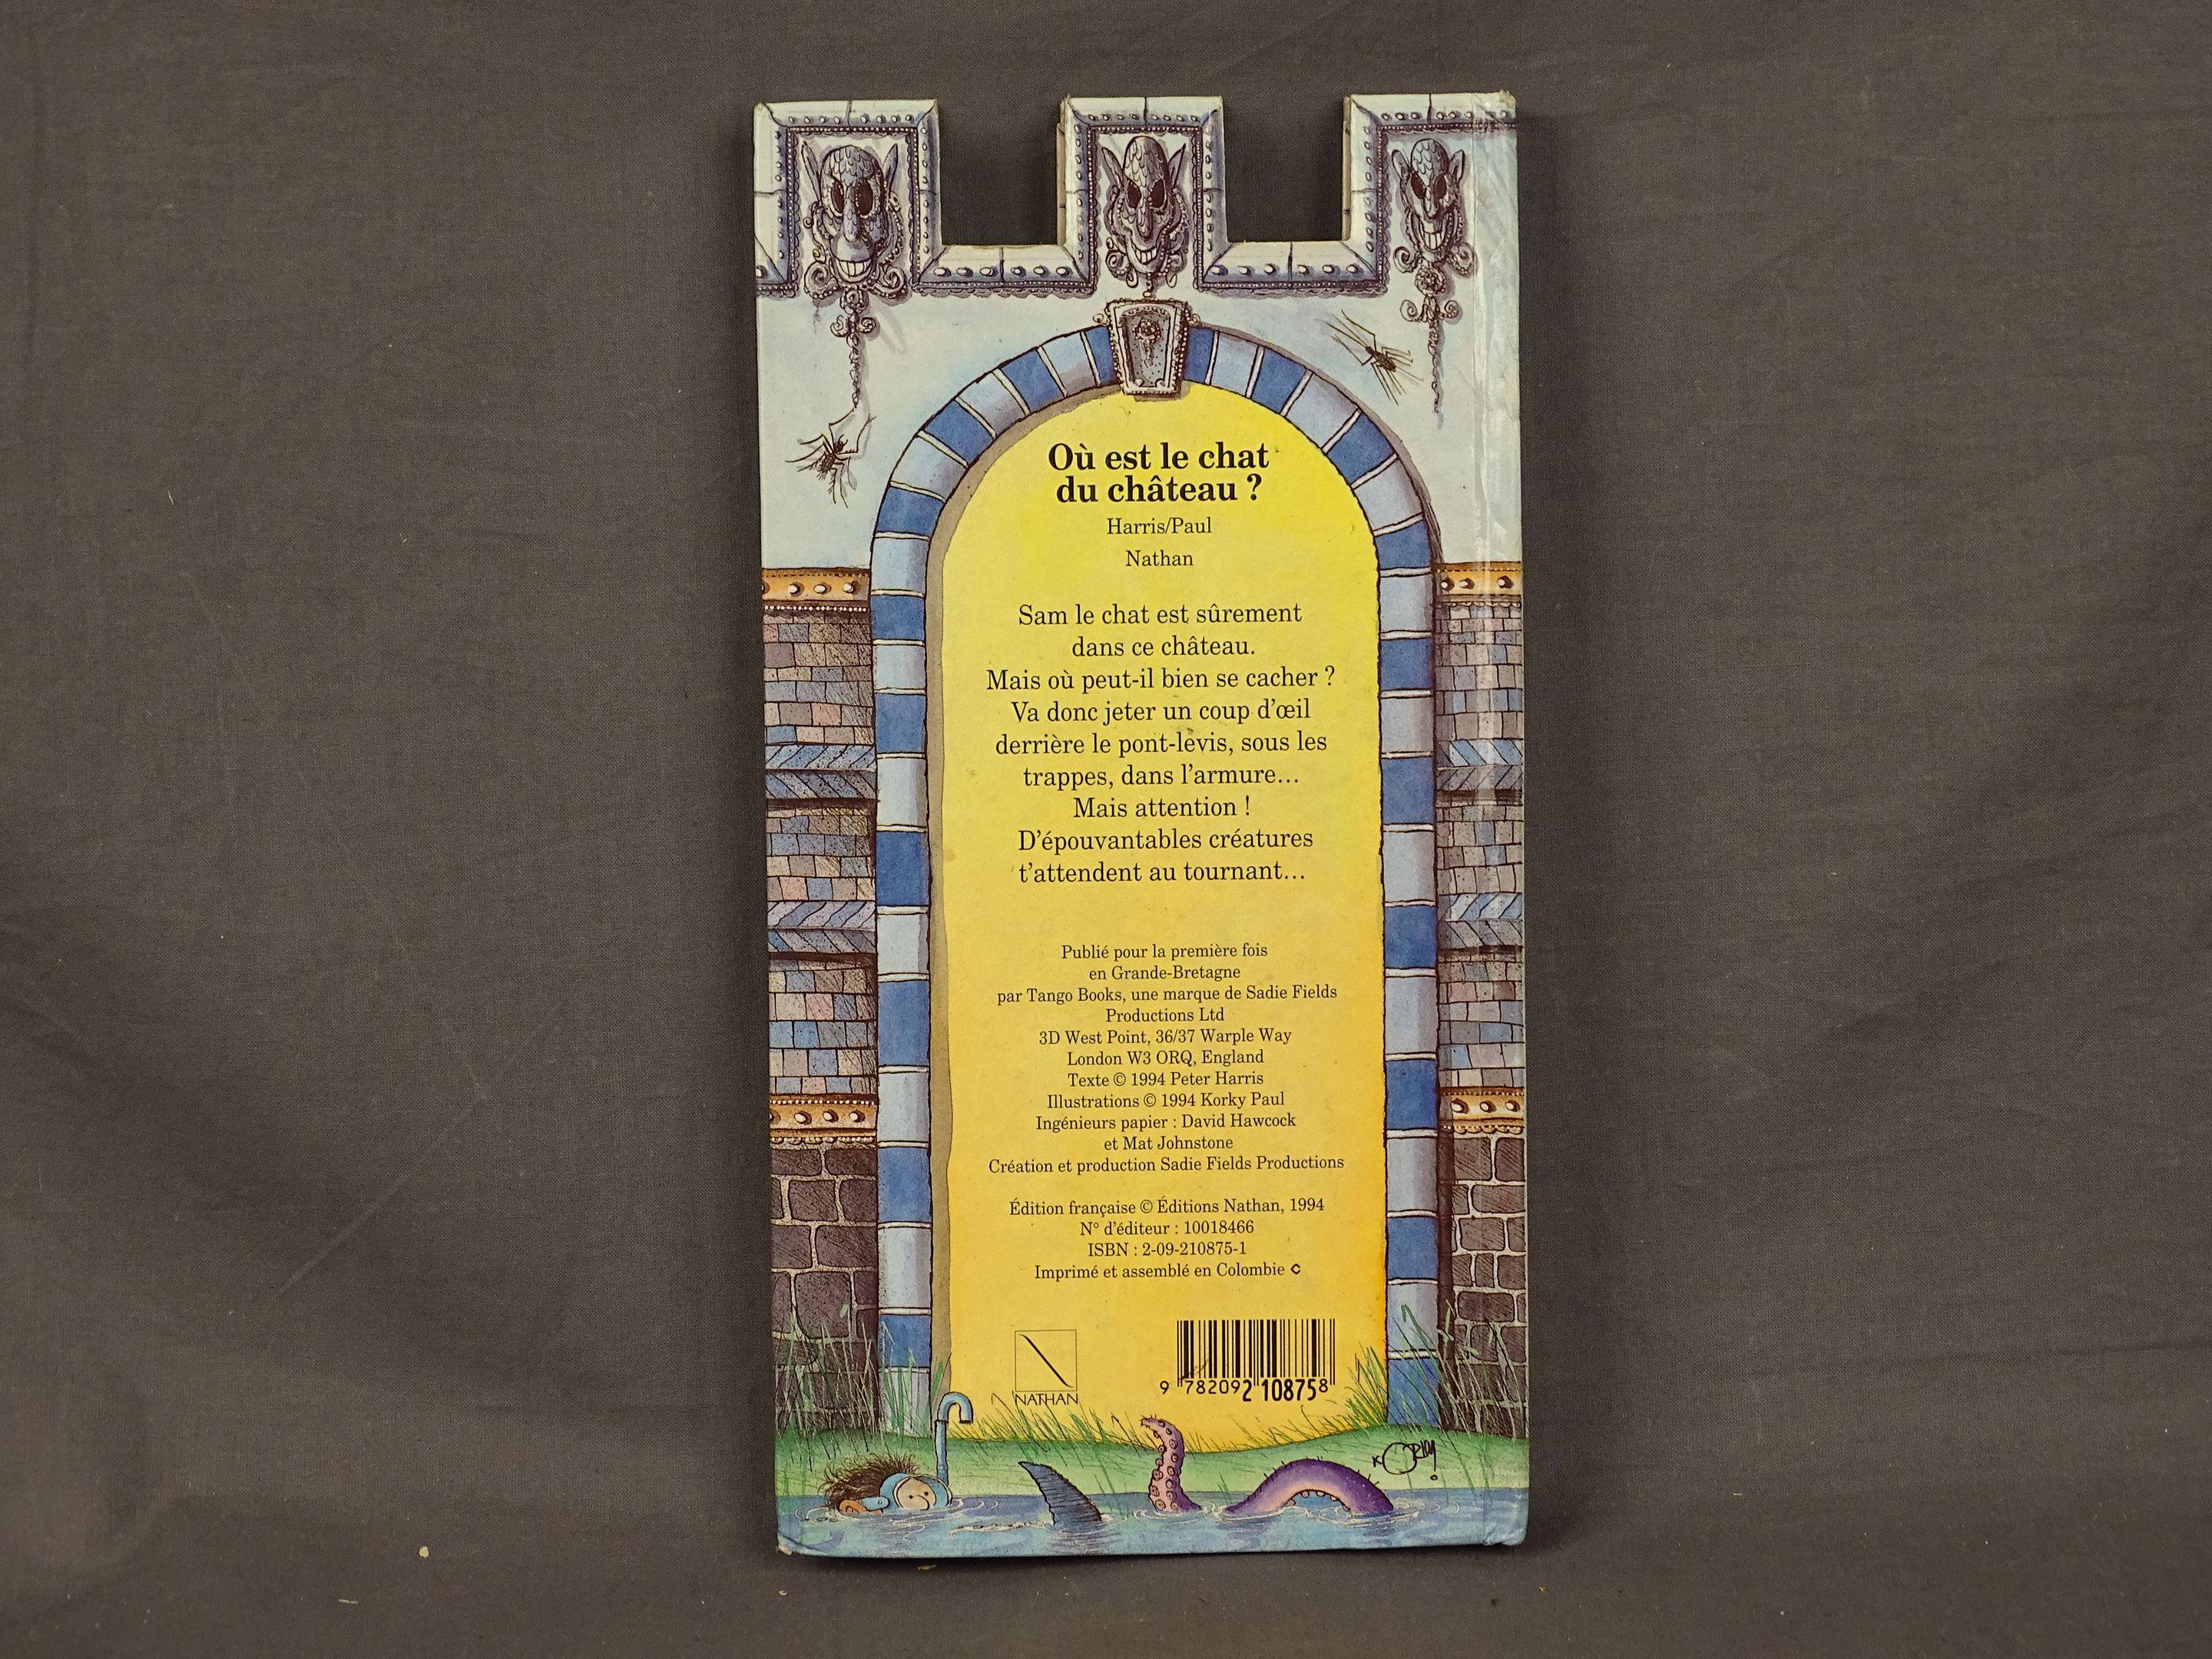 Où est le chat
du château ?
Harris/Paul
Nathan
Sam le chat est sûrement
dans ce château.
Mais où peut-il bien se cacher ?
Va donc jeter un coup d’œil
derrière le pont-levis, sous les
trappes, dans l’armure…
Mais attention !
D’épouvantables créatures
t’attendent au tournant…
Publié pour la première fois
en Grande-Bretagne
par Tango Books, une marque de Sadie Fields
Productions Ltd
3D West Point, 36/37 Warple Way
London W3 ORQ, England
Texte © 1994 Peter Harris
Illustrations © 1994 Korky Paul
Ingénieurs papier : David Hawcock
et Mat Johnstone
Création et production Sadie Fields Productions
Édition française © Éditions Nathan, 1994
N° d’éditeur : 10018466
ISBN : 2-09-210875-1
Imprimé et assemblé en Colombie
NATHAN
9 782092 108758
KORKY